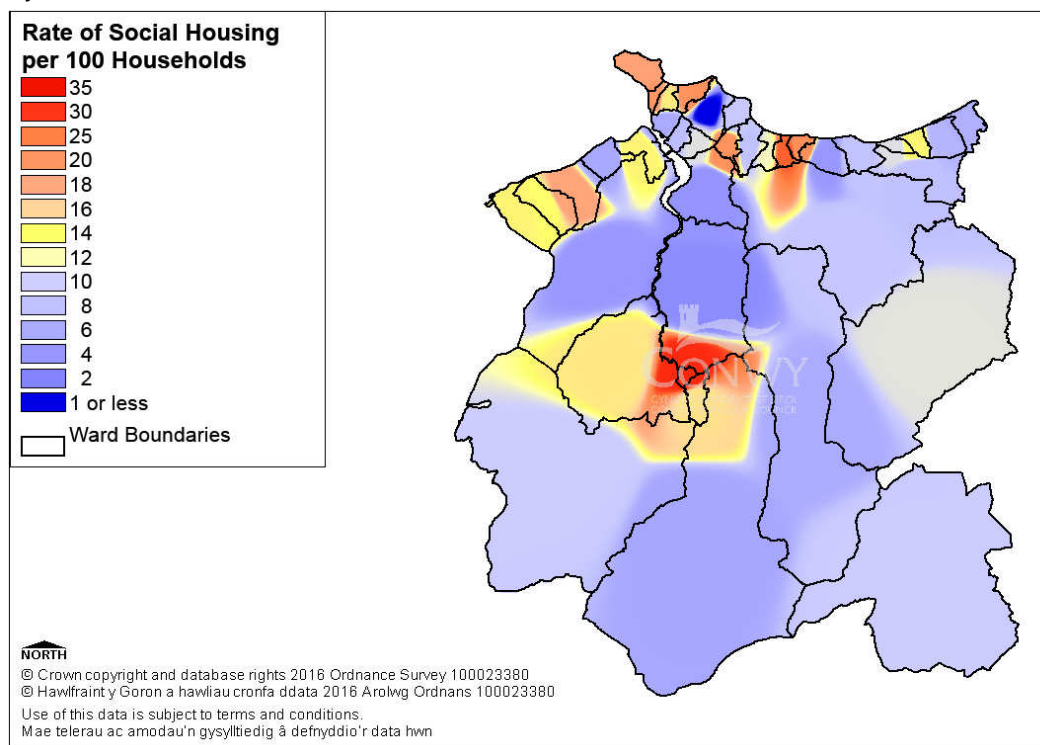 Rate of Social Housing
per 100 Households
35
30
25
20
18
16
14
12
10
8
6
4
2
1 or less
Ward Boundaries
CONWY
NORTH
© Crown copyright and database rights 2016 Ordnance Survey 100023380
© Hawlfraint y Goron a hawliau cronfa ddata 2016 Arolwg Ordnans 100023380
Use of this data is subject to terms and conditions.
Mae telerau ac amodau'n gysylltiedig â defnyddio'r data hwn